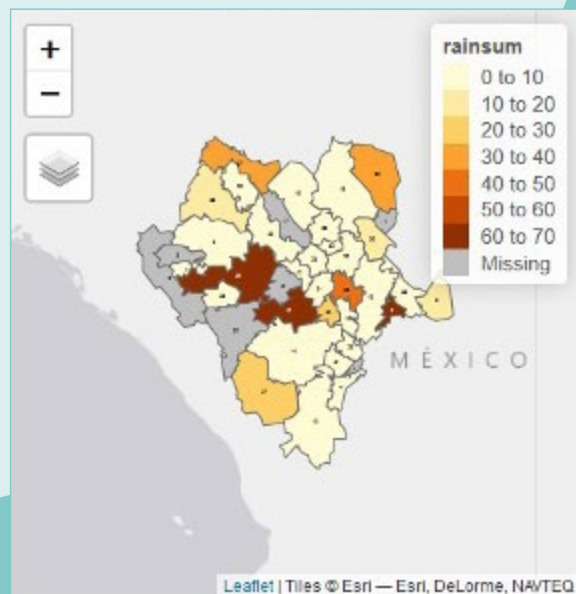 +
−
rainsum
0 to 10
10 to 20
20 to 30
30 to 40
40 to 50
50 to 60
60 to 70
Missing
MÉXICO
Leaflet | Tiles © Esri — Esri, DeLorme, NAVTEQ